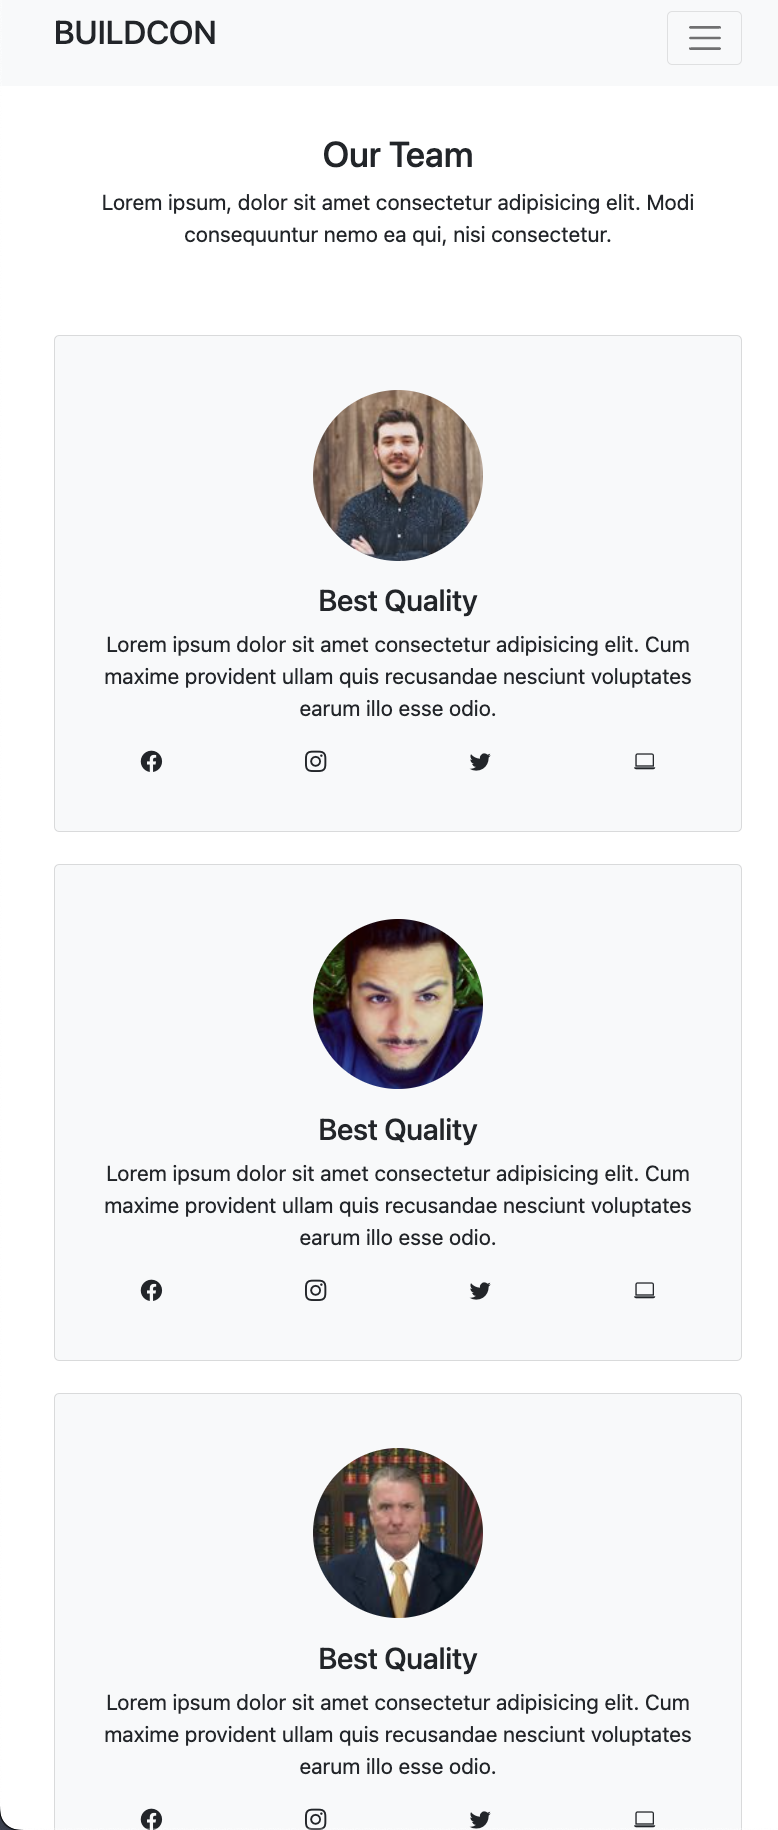 BUILDCON
Our Team
Lorem ipsum, dolor sit amet consectetur adipisicing elit. Modi
consequuntur nemo ea qui, nisi consectetur.
Best Quality
Lorem ipsum dolor sit amet consectetur adipisicing elit. Cum
maxime provident ullam quis recusandae nesciunt voluptates
earum illo esse odio.
Best Quality
Lorem ipsum dolor sit amet consectetur adipisicing elit. Cum
maxime provident ullam quis recusandae nesciunt voluptates
earum illo esse odio.
Best Quality
Lorem ipsum dolor sit amet consectetur adipisicing elit. Cum
maxime provident ullam quis recusandae nesciunt voluptates
earum illo esse odio.